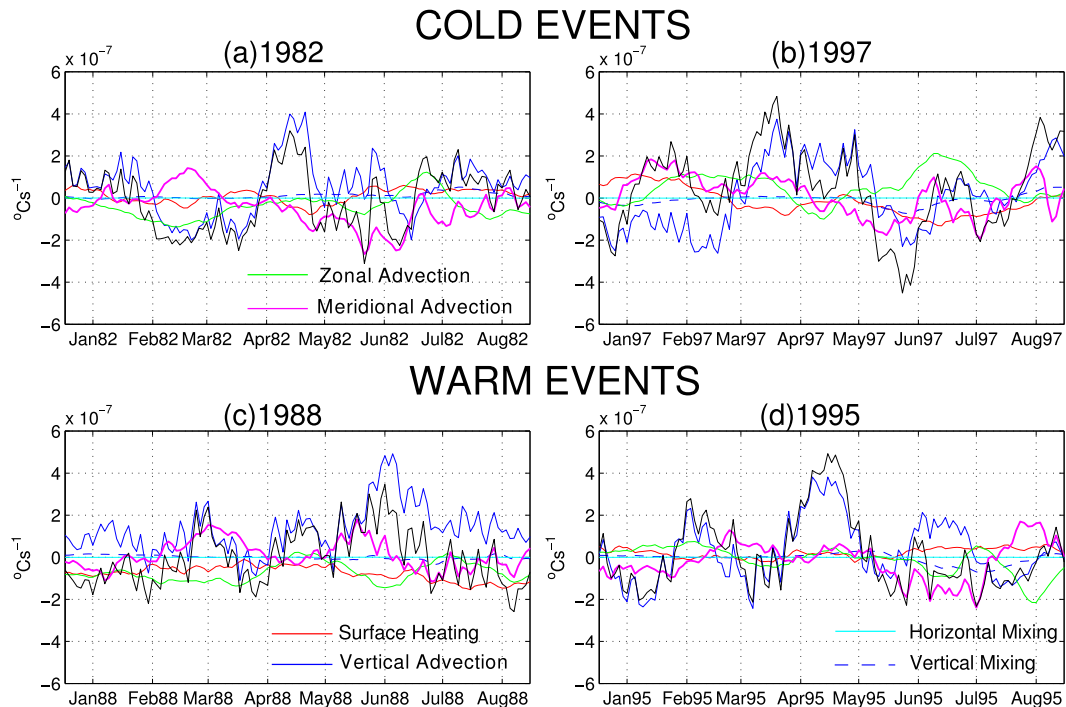 COLD EVENTS
(a)1982
(b)1997
x 10⁻⁷
x 10⁻⁷
6
4
2
0
−2
−4
−6
°Cs⁻¹
Zonal Advection
Meridional Advection
Jan82 Feb82 Mar82 Apr82 May82 Jun82 Jul82 Aug82
6
4
2
0
−2
−4
−6
°Cs⁻¹
Jan97 Feb97 Mar97 Apr97 May97 Jun97 Jul97 Aug97
WARM EVENTS
(c)1988
(d)1995
x 10⁻⁷
x 10⁻⁷
6
4
2
0
−2
−4
−6
°Cs⁻¹
Surface Heating
Vertical Advection
Jan88 Feb88 Mar88 Apr88 May88 Jun88 Jul88 Aug88
6
4
2
0
−2
−4
−6
°Cs⁻¹
Horizontal Mixing
Vertical Mixing
Jan95 Feb95 Mar95 Apr95 May95 Jun95 Jul95 Aug95